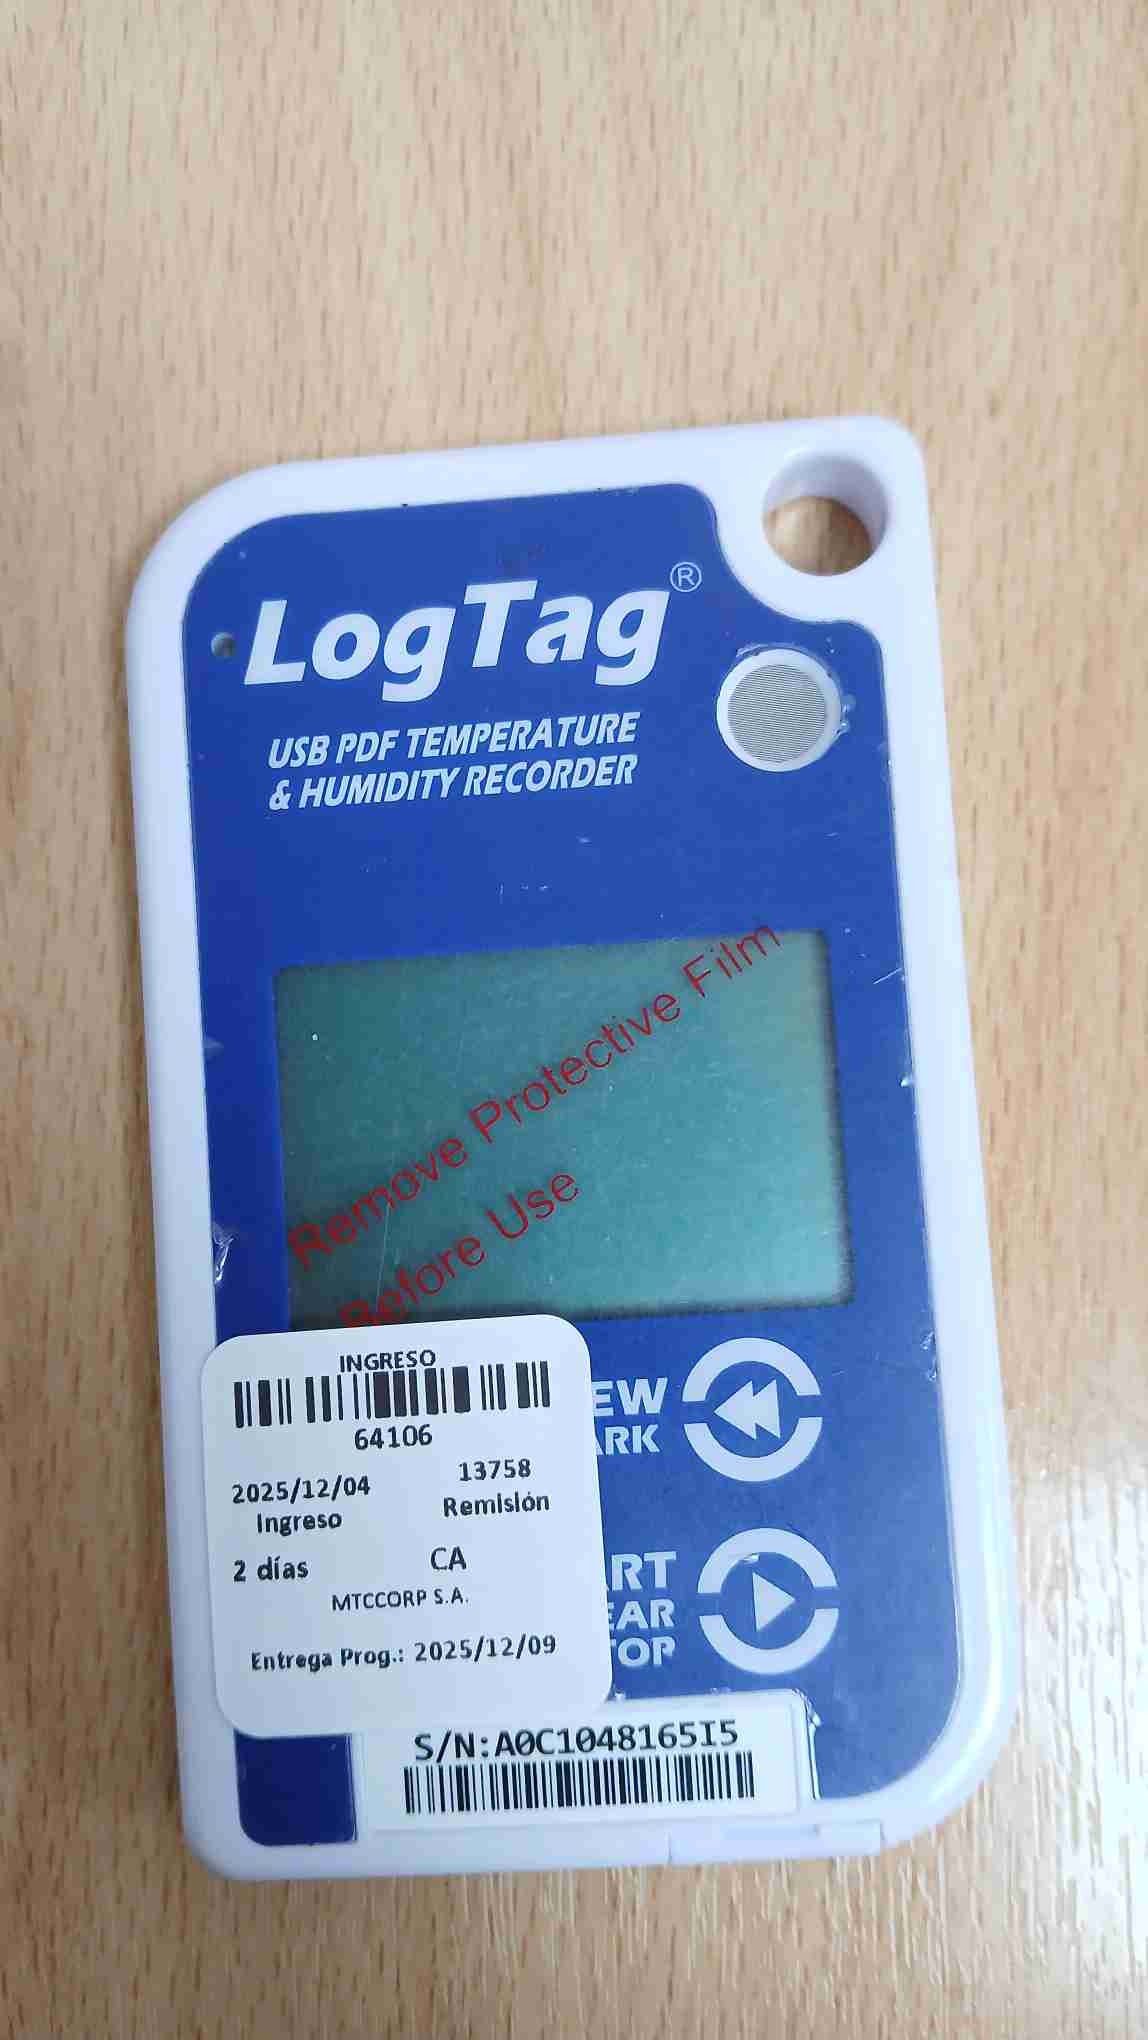 LogTag®
USB PDF TEMPERATURE
& HUMIDITY RECORDER
Remove Protective Film
Before Use
INGRESO
64106
2025/12/04 13758
Ingreso Remisión
2 días CA
MTCCORP S.A.
Entrega Prog.: 2025/12/09
S/N:A0C1048165I5